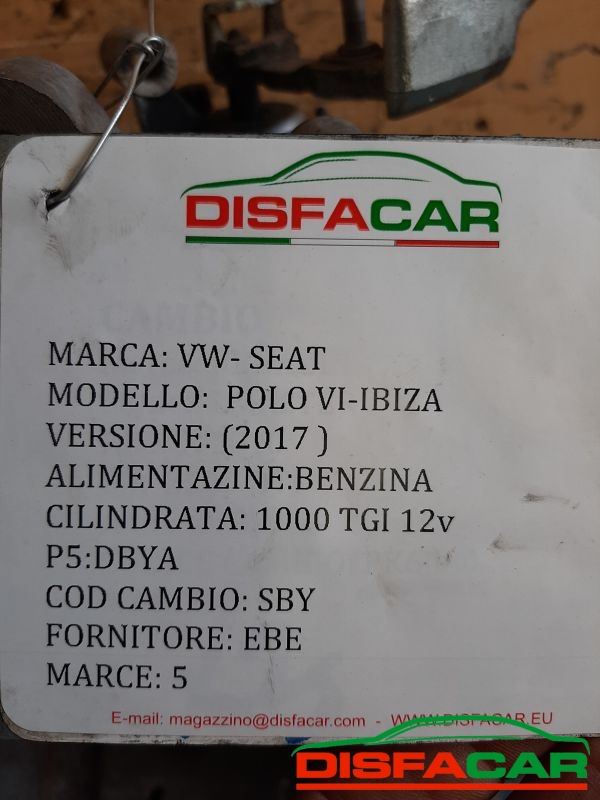 DISFACAR
MARCA: VW- SEAT
MODELLO: POLO VI-IBIZA
VERSIONE: (2017 )
ALIMENTAZINE:BENZINA
CILINDRATA: 1000 TGI 12v
P5:DBYA
COD CAMBIO: SBY
FORNITORE: EBE
MARCE: 5
E-mail: magazzino@disfacar.com - WWW.DISFACAR.EU
DISFACAR